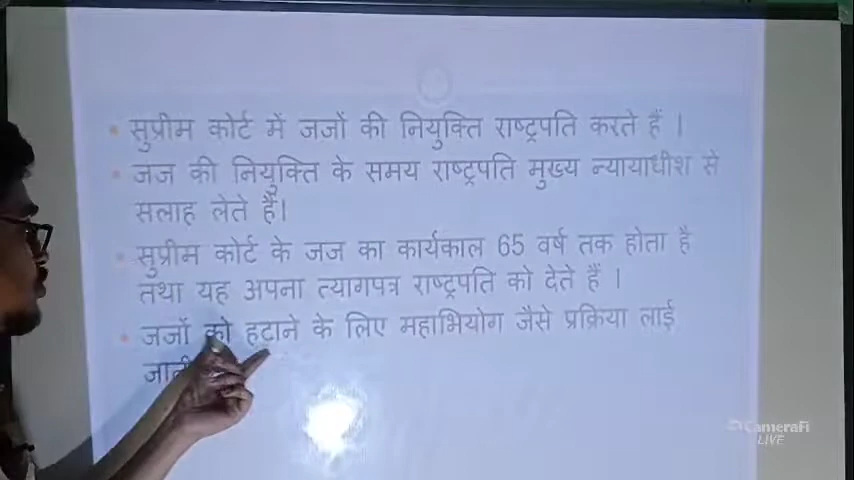 सुप्रीम कोर्ट में जजों की नियुक्ति राष्ट्रपति करते हैं ।
जज की नियुक्ति के समय राष्ट्रपति मुख्य न्यायाधीश से
सलाह लेते हैं।
सुप्रीम कोर्ट के जज का कार्यकाल 65 वर्ष तक होता है
तथा यह अपना त्यागपत्र राष्ट्रपति को देते हैं ।
जजों को हटाने के लिए महाभियोग जैसे प्रक्रिया लाई
CameraFi
LIVE